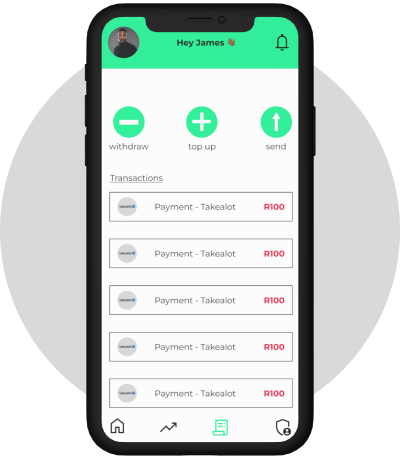 Hey James 👋🏾
withdraw top up send
Transactions
takealot Payment - Takealot R100
takealot Payment - Takealot R100
takealot Payment - Takealot R100
takealot Payment - Takealot R100
takealot Payment - Takealot R100